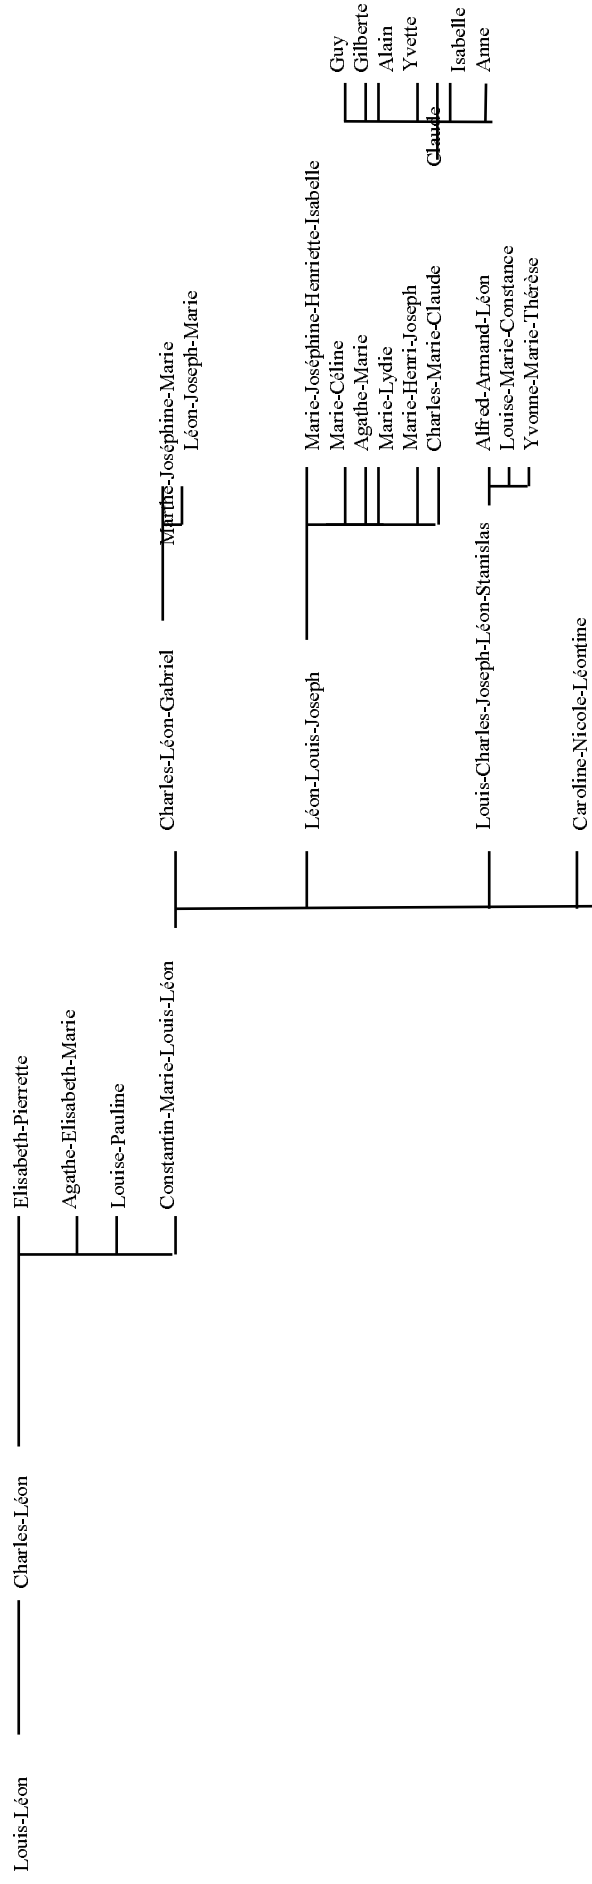 Louis-Léon
Charles-Léon
Elisabeth-Pierrette
Agathe-Elisabeth-Marie
Louise-Pauline
Constantin-Marie-Louis-Léon
Charles-Léon-Gabriel
Léon-Louis-Joseph
Louis-Charles-Joseph-Léon-Stanislas
Caroline-Nicole-Léontine
Marthe-Joséphine-Marie
Léon-Joseph-Marie
Marie-Joséphine-Henriette-Isabelle
Marie-Céline
Agathe-Marie
Marie-Lydie
Marie-Henri-Joseph
Charles-Marie-Claude
Alfred-Armand-Léon
Louise-Marie-Constance
Yvonne-Marie-Thérèse
Claude
Guy
Gilberte
Alain
Yvette
Isabelle
Anne